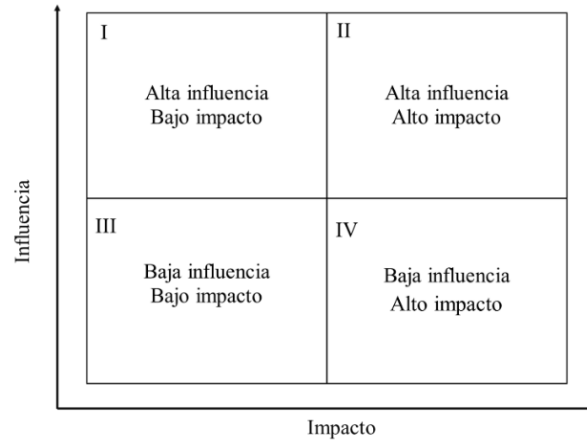 I
II
Alta influencia
Bajo impacto
Alta influencia
Alto impacto
Influencia
III
IV
Baja influencia
Bajo impacto
Baja influencia
Alto impacto
Impacto